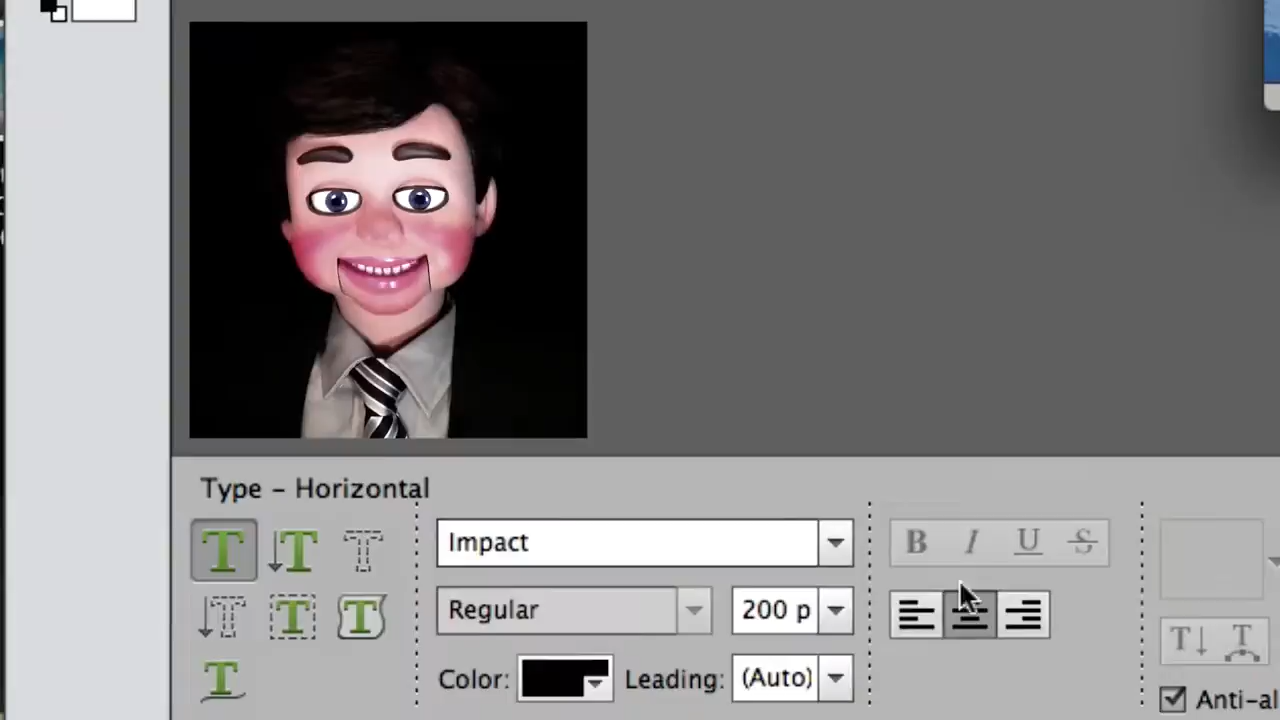 Type - Horizontal
Impact
B I U S
Regular
200 p
Color:
Leading:
(Auto)
Anti-al